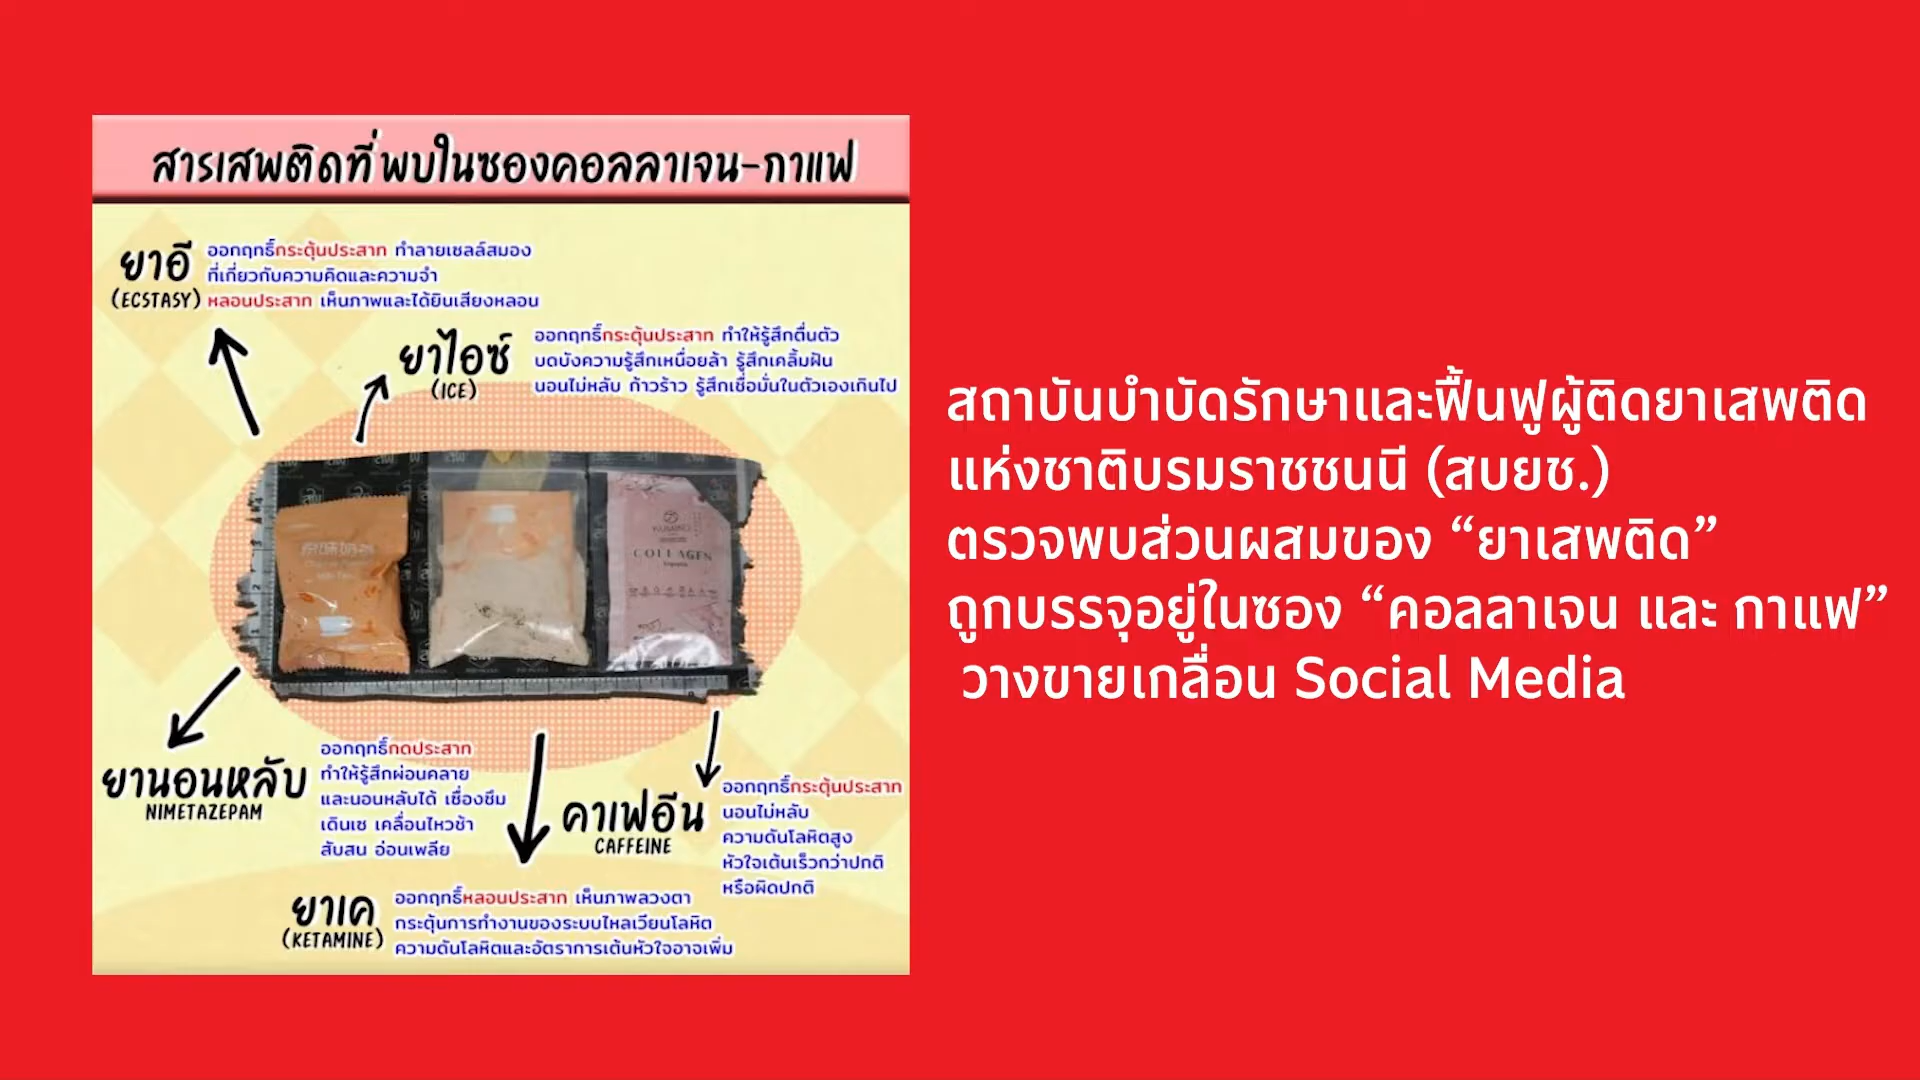 สารเสพติดที่พบในซองคอลลาเจน-กาแฟ
ยาอี
(ECSTASY)
ออกฤทธิ์กระตุ้นประสาท ทำลายเซลล์สมอง
ที่เกี่ยวกับความคิดและความจำ
หลอนประสาท เห็นภาพและได้ยินเสียงหลอน
ยาไอซ์
(ICE)
ออกฤทธิ์กระตุ้นประสาท ทำให้รู้สึกตื่นตัว
บดบังความรู้สึกเหนื่อยล้า รู้สึกเคลิ้มฝัน
นอนไม่หลับ ก้าวร้าว รู้สึกเชื่อมั่นในตัวเองเกินไป
COLLAGEN
ยานอนหลับ
NIMETAZEPAM
ออกฤทธิ์กดประสาท
ทำให้รู้สึกผ่อนคลาย
และนอนหลับได้ เซื่องซึม
เดินเซ เคลื่อนไหวช้า
สับสน อ่อนเพลีย
คาเฟอีน
CAFFEINE
ออกฤทธิ์กระตุ้นประสาท
นอนไม่หลับ
ความดันโลหิตสูง
หัวใจเต้นเร็วกว่าปกติ
หรือผิดปกติ
ยาเค
(KETAMINE)
ออกฤทธิ์หลอนประสาท เห็นภาพลวงตา
กระตุ้นการทำงานของระบบไหลเวียนโลหิต
ความดันโลหิตและอัตราการเต้นหัวใจอาจเพิ่ม
สถาบันบำบัดรักษาและฟื้นฟูผู้ติดยาเสพติด
แห่งชาติบรมราชชนนี (สบยช.)
ตรวจพบส่วนผสมของ “ยาเสพติด”
ถูกบรรจุอยู่ในซอง “คอลลาเจน และ กาแฟ”
วางขายเกลื่อน Social Media